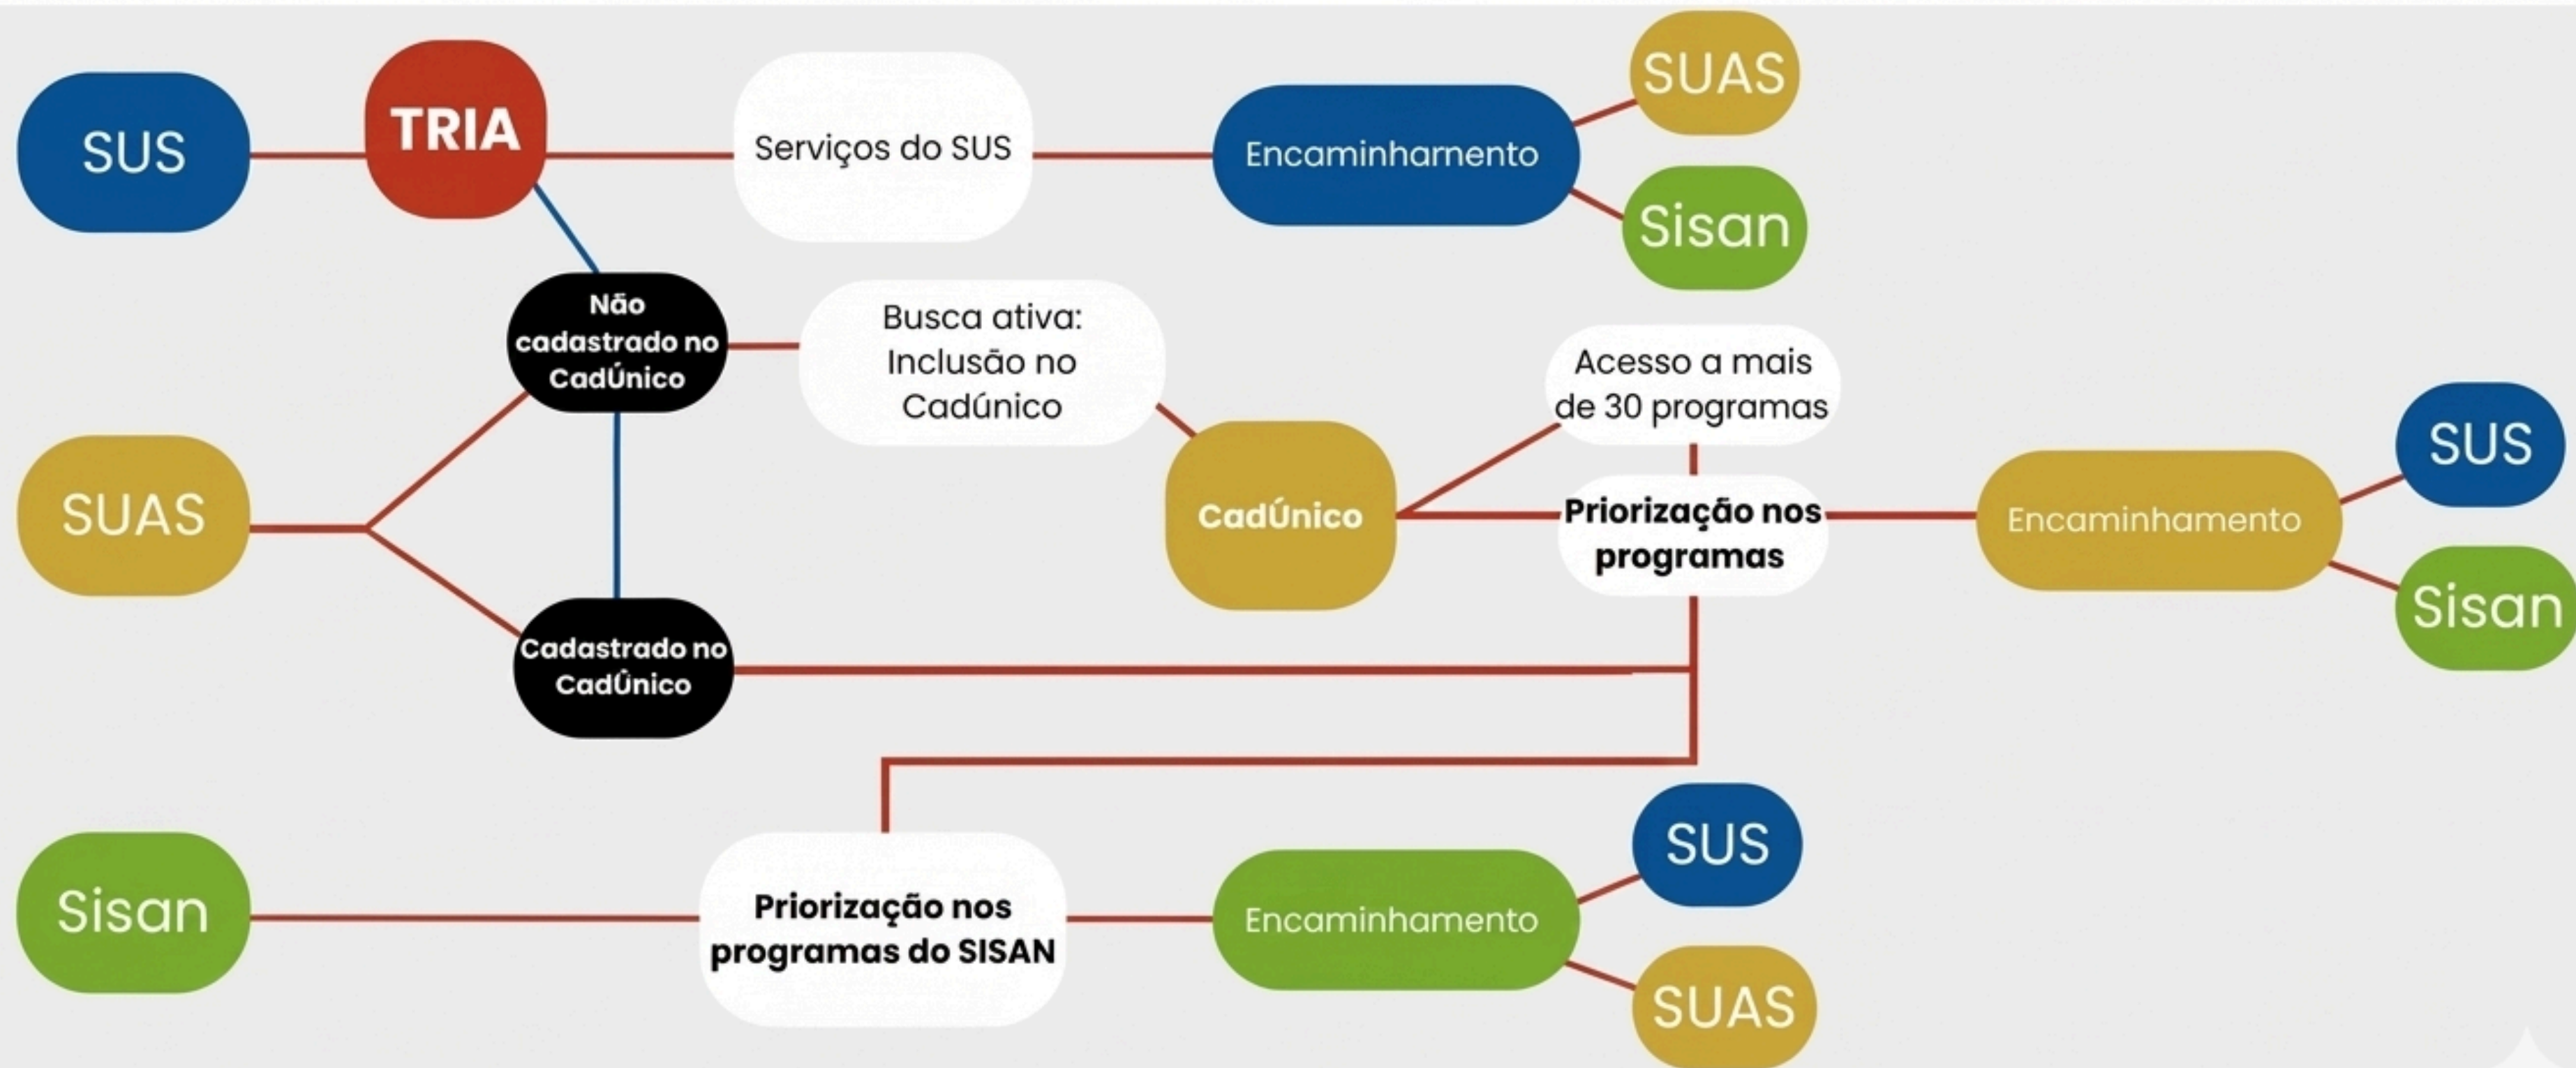 SUS
TRIA
Serviços do SUS
Encaminharnento
SUAS
Sisan
Não
cadastrado no
CadÚnico
Busca ativa:
Inclusão no
Cadúnico
SUAS
Cadastrado no
CadÛnico
CadÚnico
Acesso a mais
de 30 programas
Priorização nos
programas
Encaminhamento
SUS
Sisan
Sisan
Priorização nos
programas do SISAN
Encaminhamento
SUS
SUAS